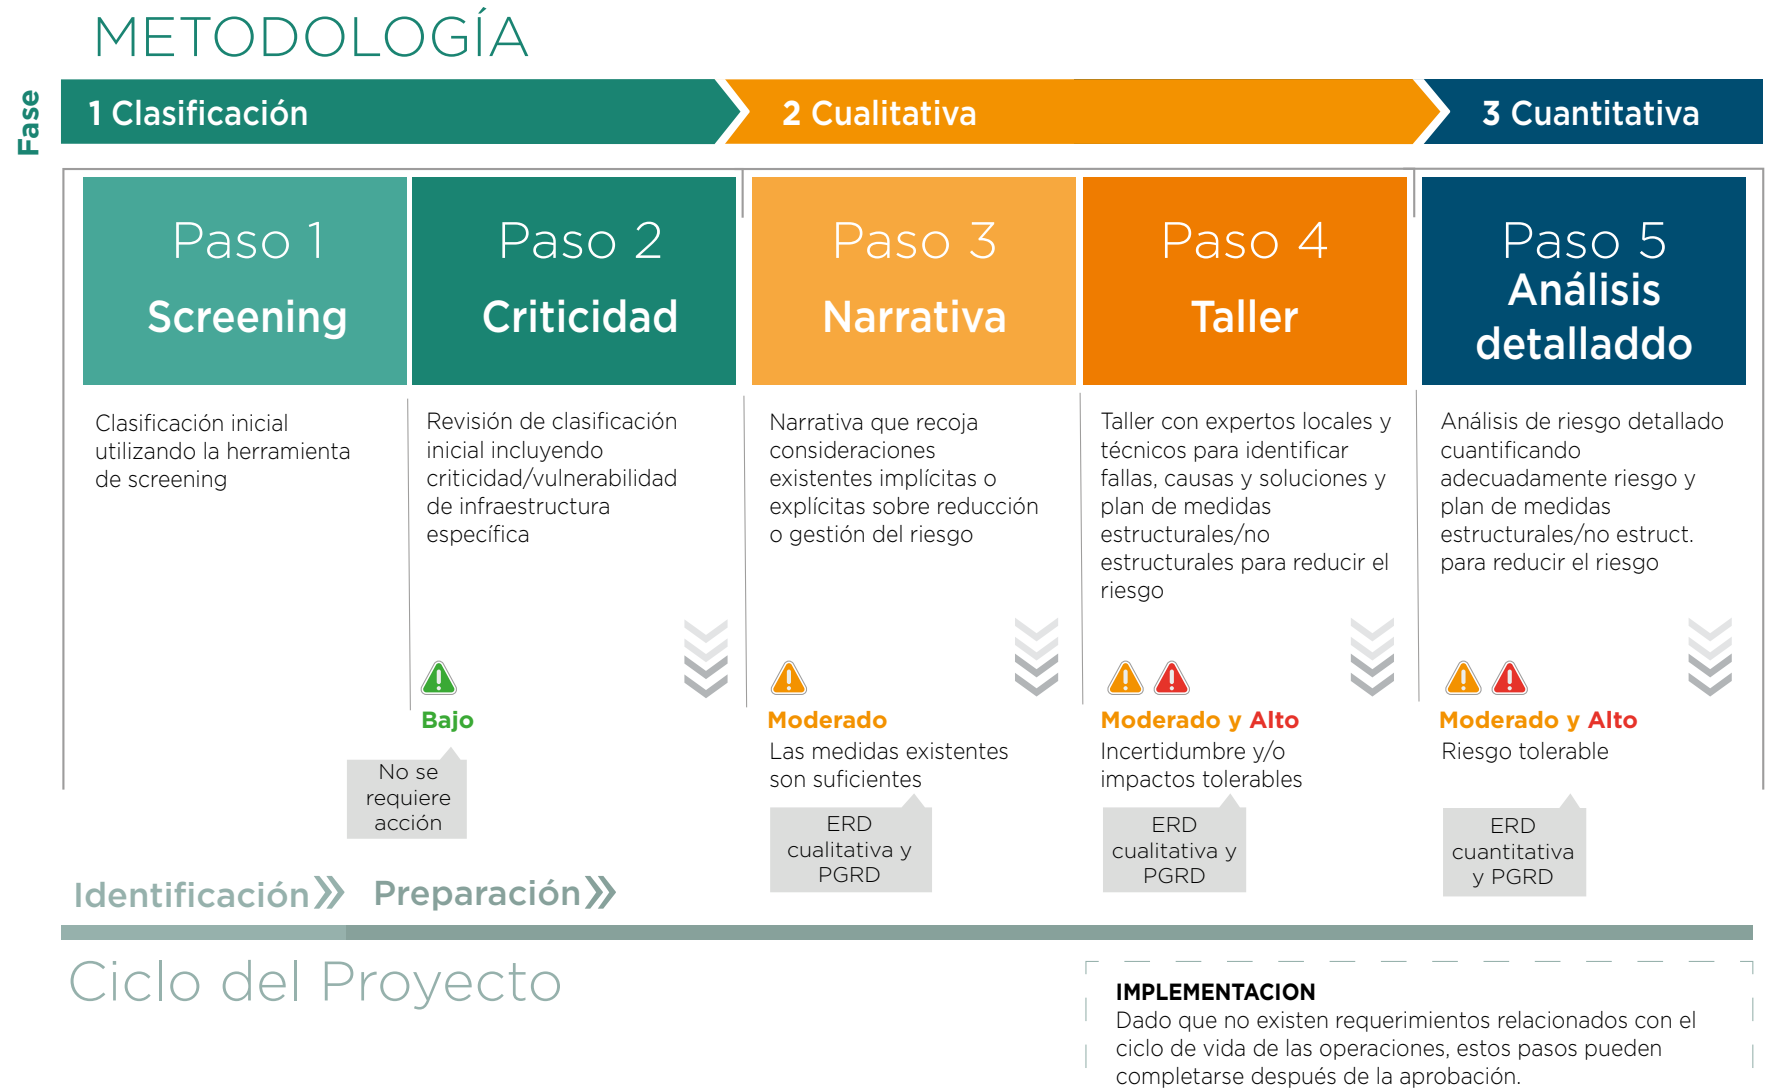 METODOLOGÍA
Fase
1 Clasificación
2 Cualitativa
3 Cuantitativa
Paso 1
Screening
Paso 2
Criticidad
Paso 3
Narrativa
Paso 4
Taller
Paso 5
Análisis
detalladdo
Clasificación inicial
utilizando la herramienta
de screening
Revisión de clasificación
inicial incluyendo
criticidad/vulnerabilidad
de infraestructura
específica
Narrativa que recoja
consideraciones
existentes implícitas o
explícitas sobre reducción
o gestión del riesgo
Taller con expertos locales y
técnicos para identificar
fallas, causas y soluciones y
plan de medidas
estructurales/no
estructurales para reducir el
riesgo
Análisis de riesgo detallado
cuantificando
adecuadamente riesgo y
plan de medidas
estructurales/no estruct.
para reducir el riesgo
Bajo
No se
requiere
acción
Moderado
Las medidas existentes
son suficientes
ERD
cualitativa y
PGRD
Moderado y Alto
Incertidumbre y/o
impactos tolerables
ERD
cualitativa y
PGRD
Moderado y Alto
Riesgo tolerable
ERD
cuantitativa
y PGRD
Identificación
Preparación
Ciclo del Proyecto
IMPLEMENTACION
Dado que no existen requerimientos relacionados con el
ciclo de vida de las operaciones, estos pasos pueden
completarse después de la aprobación.